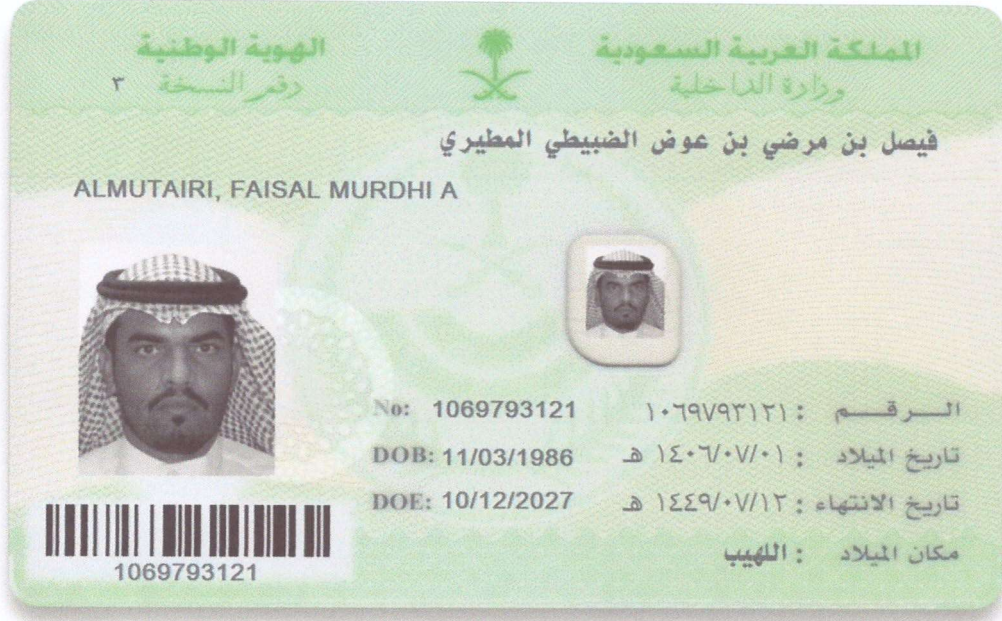 المملكة العربية السعودية
وزارة الداخلية
الهوية الوطنية
رقم النسخة ٣
فيصل بن مرضي بن عوض الضبيطي المطيري
ALMUTAIRI, FAISAL MURDHI A
الـرقـم : ١٠٦٩٧٩٣١٢١ No: 1069793121
تاريخ الميلاد : ١٤٠٦/٠٧/٠١ هـ DOB: 11/03/1986
تاريخ الانتهاء : ١٤٤٩/٠٧/١٢ هـ DOE: 10/12/2027
مكان الميلاد : اللهيب
1069793121